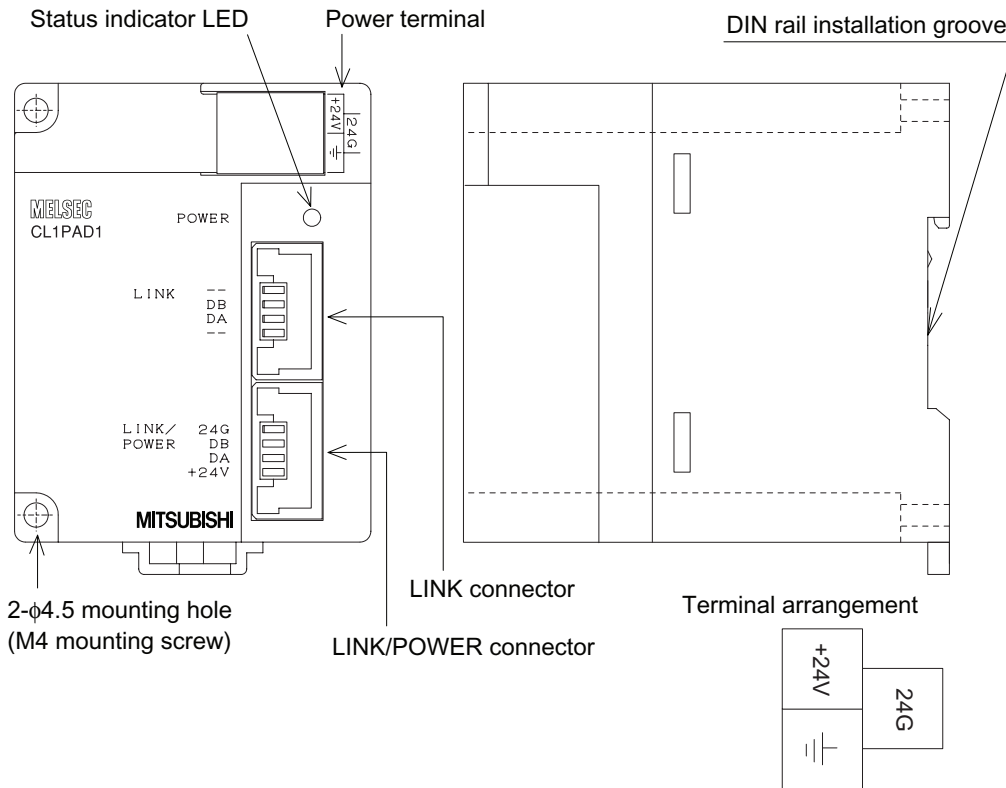 Status indicator LED
Power terminal
DIN rail installation groove
+24V
24G
MELSEC
CL1PAD1
POWER
LINK
--
DB
DA
--
LINK/
POWER
24G
DB
DA
+24V
MITSUBISHI
LINK connector
2-ϕ4.5 mounting hole
(M4 mounting screw)
LINK/POWER connector
Terminal arrangement
+24V
24G